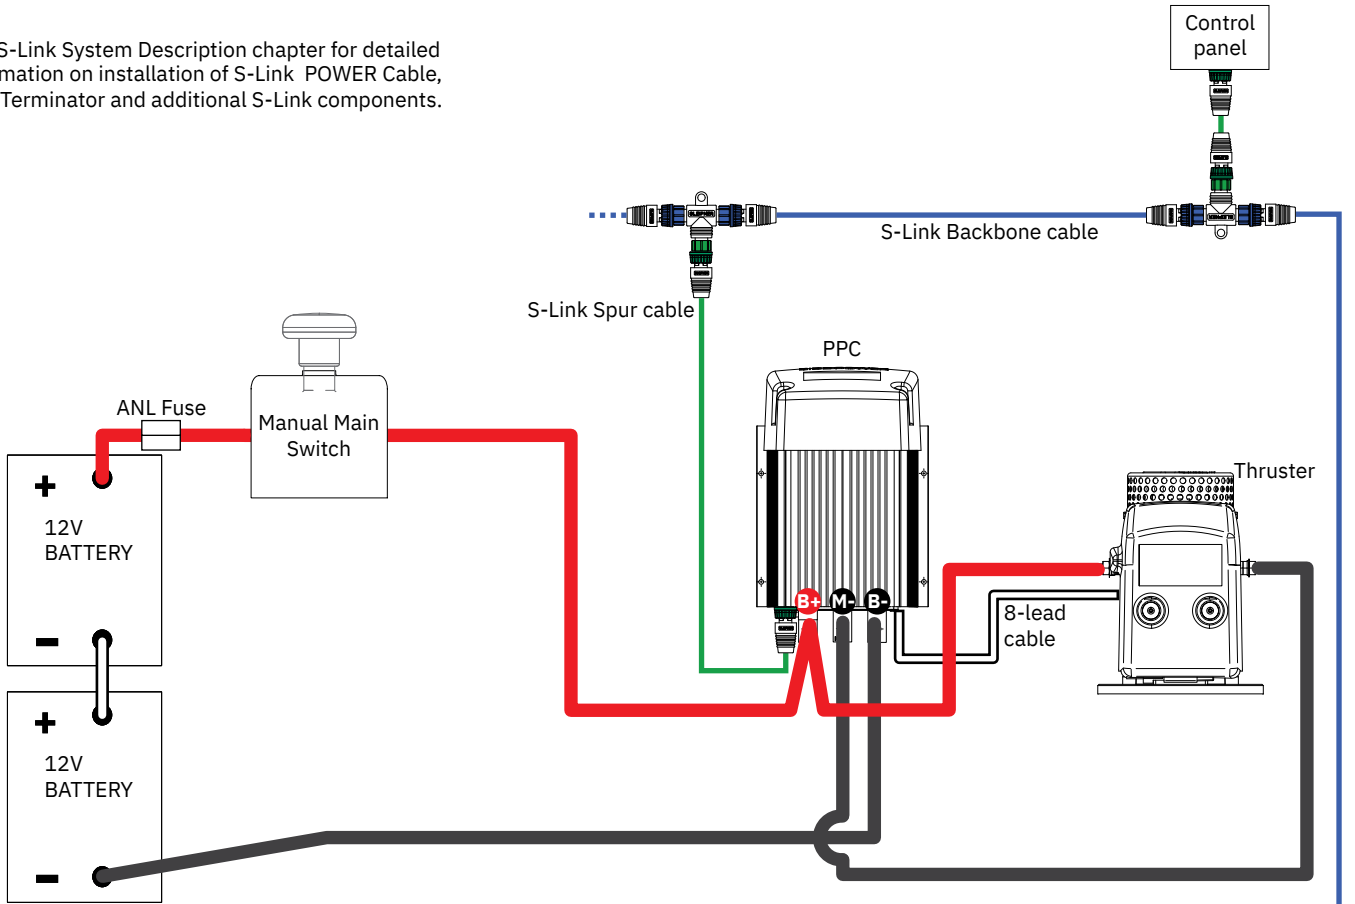 S-Link System Description chapter for detailed
mation on installation of S-Link POWER Cable,
Terminator and additional S-Link components.
Control
panel
S-Link Backbone cable
S-Link Spur cable
PPC
ANL Fuse
Manual Main
Switch
Thruster
+
12V
BATTERY
-
B+
M-
B-
8-lead
cable
+
12V
BATTERY
-